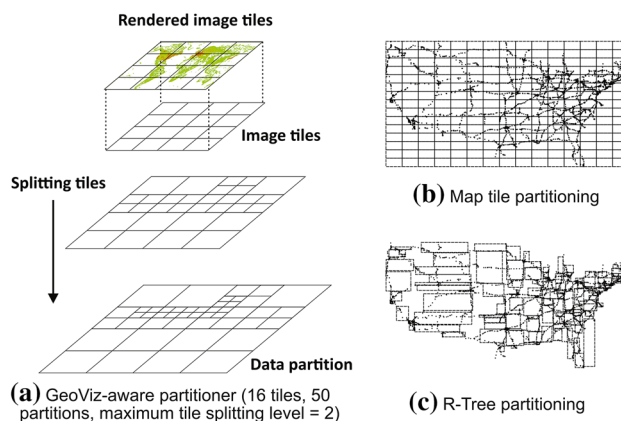 Rendered image tiles
Image tiles
Splitting tiles
Data partition
(a) GeoViz-aware partitioner (16 tiles, 50
partitions, maximum tile splitting level = 2)
(b) Map tile partitioning
(c) R-Tree partitioning